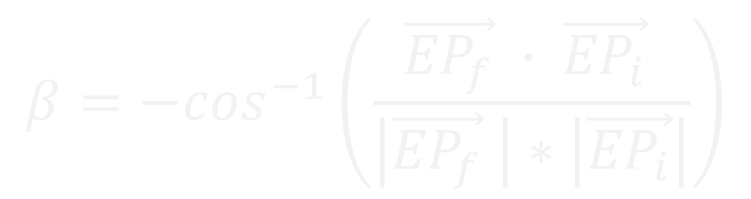 β = −cos⁻¹ ( (EP_f⃗ · EP_i⃗) / (|EP_f⃗| * |EP_i⃗|) )